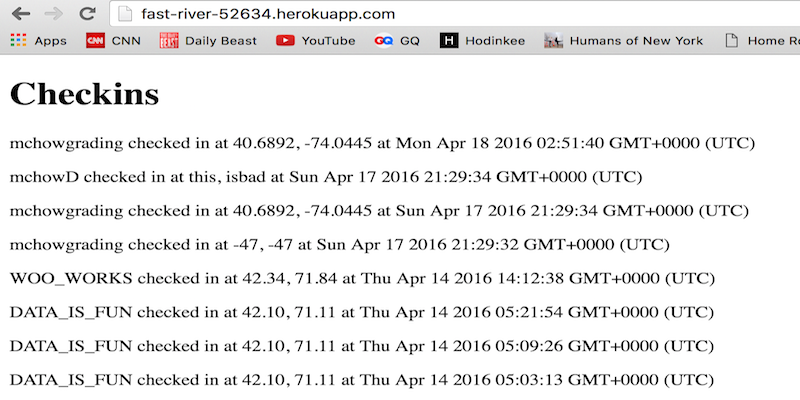 fast-river-52634.herokuapp.com
Apps CNN CNN DAILY BEAST Daily Beast YouTube GQ GQ H Hodinkee Humans of New York Home R
Checkins
mchowgrading checked in at 40.6892, -74.0445 at Mon Apr 18 2016 02:51:40 GMT+0000 (UTC)
mchowD checked in at this, isbad at Sun Apr 17 2016 21:29:34 GMT+0000 (UTC)
mchowgrading checked in at 40.6892, -74.0445 at Sun Apr 17 2016 21:29:34 GMT+0000 (UTC)
mchowgrading checked in at -47, -47 at Sun Apr 17 2016 21:29:32 GMT+0000 (UTC)
WOO_WORKS checked in at 42.34, 71.84 at Thu Apr 14 2016 14:12:38 GMT+0000 (UTC)
DATA_IS_FUN checked in at 42.10, 71.11 at Thu Apr 14 2016 05:21:54 GMT+0000 (UTC)
DATA_IS_FUN checked in at 42.10, 71.11 at Thu Apr 14 2016 05:09:26 GMT+0000 (UTC)
DATA_IS_FUN checked in at 42.10, 71.11 at Thu Apr 14 2016 05:03:13 GMT+0000 (UTC)